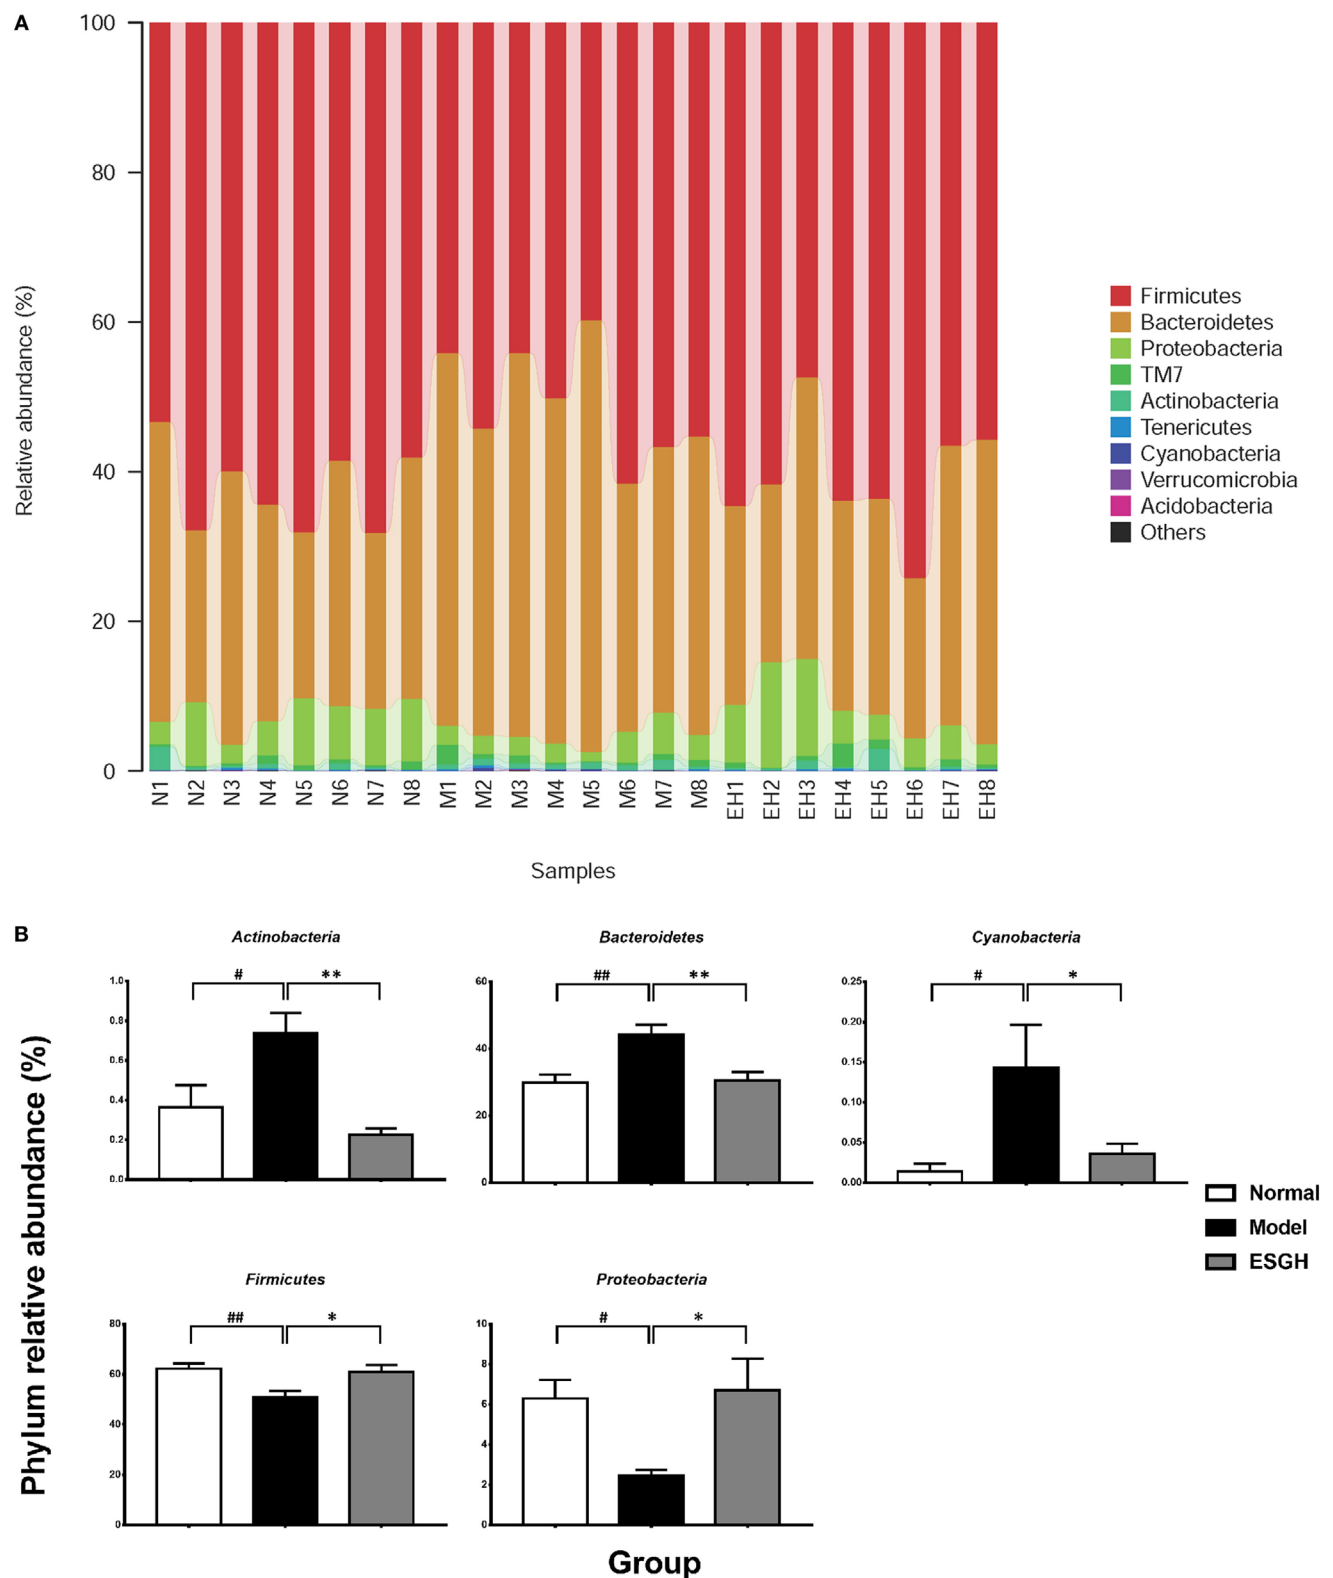 A
100
80
60
40
20
0
Relative abundance (%)
N1 N2 N3 N4 N5 N6 N7 N8 M1 M2 M3 M4 M5 M6 M7 M8 EH1 EH2 EH3 EH4 EH5 EH6 EH7 EH8
Samples
Firmicutes
Bacteroidetes
Proteobacteria
TM7
Actinobacteria
Tenericutes
Cyanobacteria
Verrucomicrobia
Acidobacteria
Others
B
Phylum relative abundance (%)
Actinobacteria
# **
1.0
0.8
0.6
0.4
0.2
0.0
Bacteroidetes
## **
60
40
20
0
Cyanobacteria
# *
0.25
0.20
0.15
0.10
0.05
0.00
Normal
Model
ESGH
Firmicutes
## *
80
60
40
20
0
Proteobacteria
# *
10
8
6
4
2
0
Group